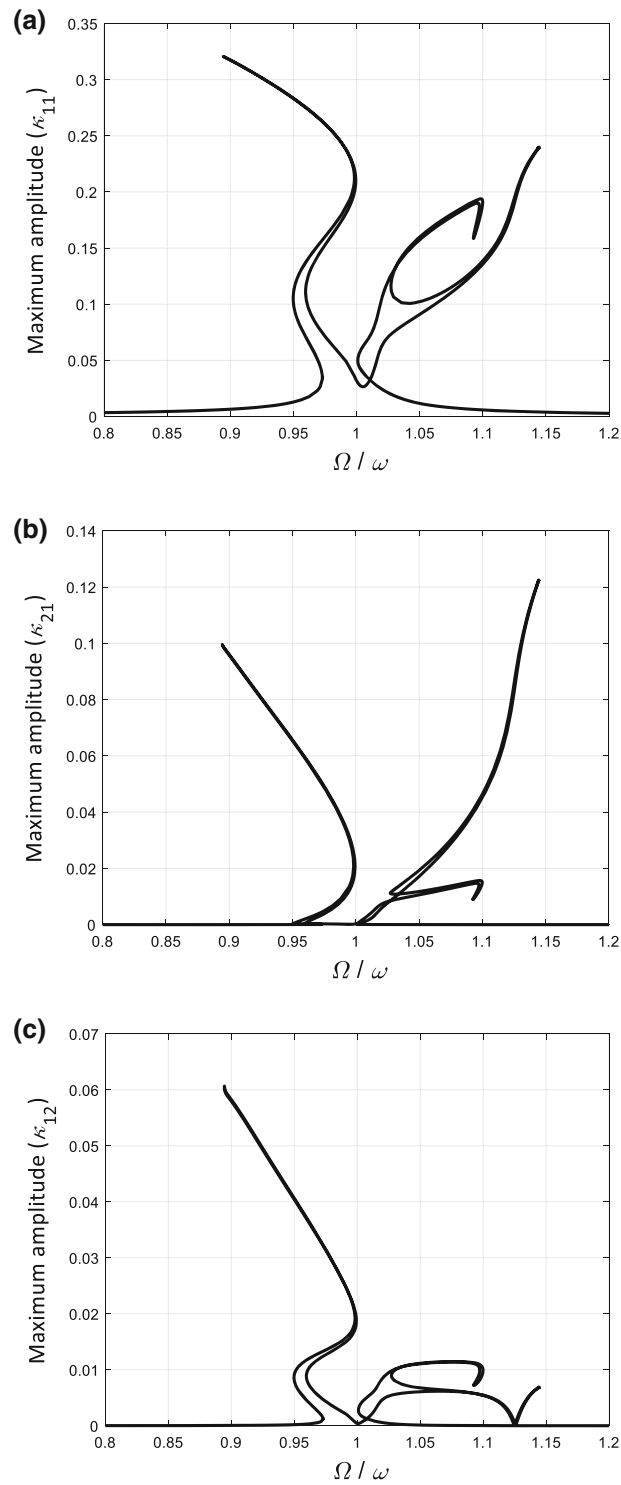 (a)
0.35
0.3
0.25
0.2
0.15
0.1
0.05
0
Maximum amplitude (κ11)
0.8 0.85 0.9 0.95 1 1.05 1.1 1.15 1.2
Ω / ω
(b)
0.14
0.12
0.1
0.08
0.06
0.04
0.02
0
Maximum amplitude (κ21)
0.8 0.85 0.9 0.95 1 1.05 1.1 1.15 1.2
Ω / ω
(c)
0.07
0.06
0.05
0.04
0.03
0.02
0.01
0
Maximum amplitude (κ12)
0.8 0.85 0.9 0.95 1 1.05 1.1 1.15 1.2
Ω / ω